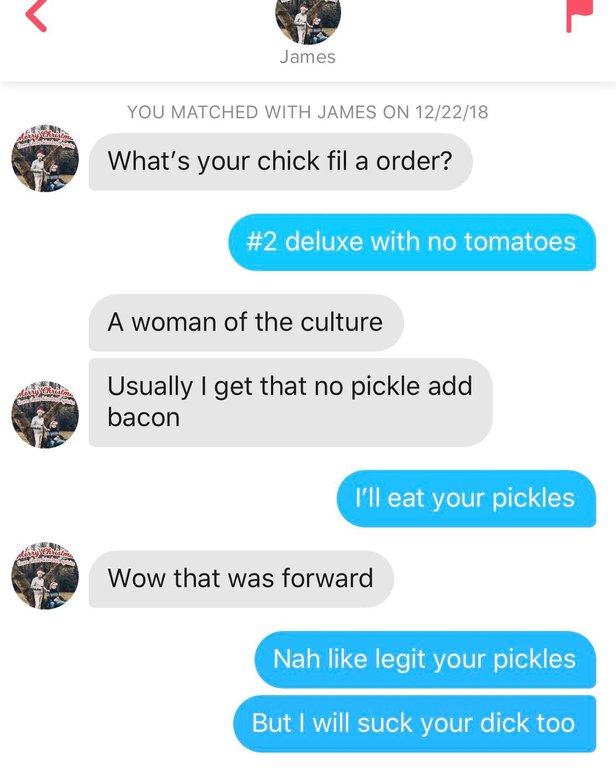 James
YOU MATCHED WITH JAMES ON 12/22/18
What's your chick fil a order?
#2 deluxe with no tomatoes
A woman of the culture
Usually I get that no pickle add
bacon
I'll eat your pickles
Wow that was forward
Nah like legit your pickles
But I will suck your dick too